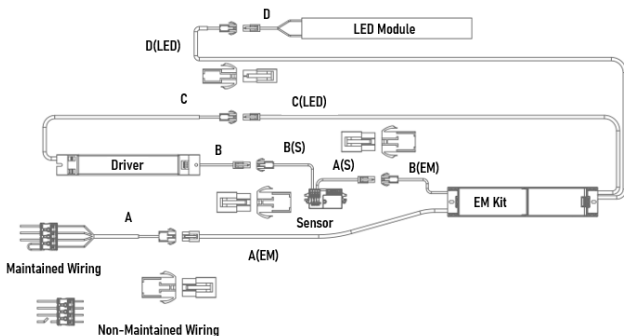 D
LED Module
D(LED)
C
C(LED)
Driver
B
B(S)
A(S)
B(EM)
EM Kit
Sensor
A
A(EM)
Maintained Wiring
Non-Maintained Wiring